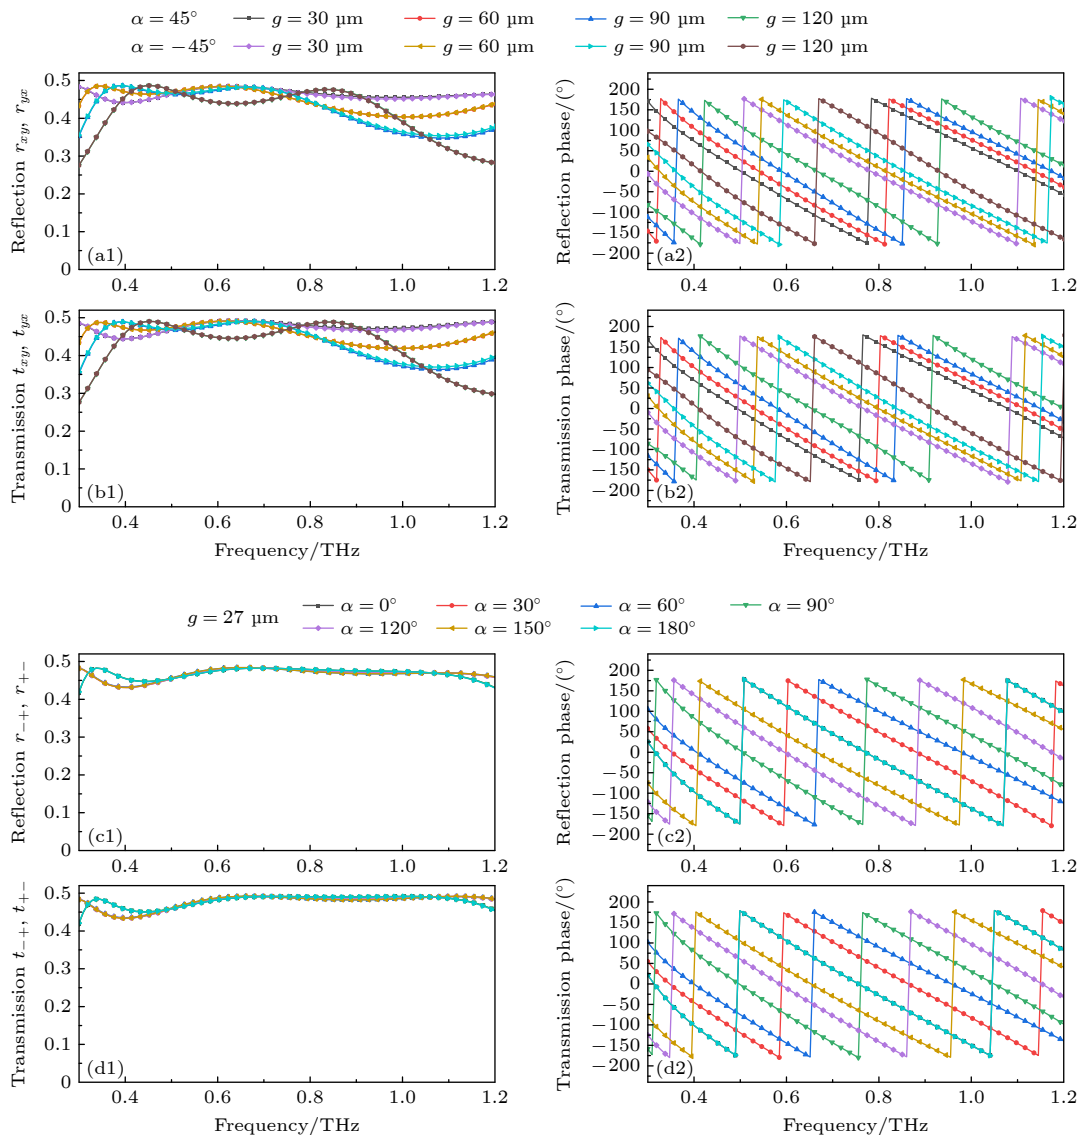 α = 45° g = 30 µm g = 60 µm g = 90 µm g = 120 µm
α = −45° g = 30 µm g = 60 µm g = 90 µm g = 120 µm
Reflection r_xy, r_yx
0.5
0.4
0.3
0.2
0.1
0
(a1)
0.4 0.6 0.8 1.0 1.2
Reflection phase/(°)
200
150
100
50
0
−50
−100
−150
−200
(a2)
0.4 0.6 0.8 1.0 1.2
Transmission t_xy, t_yx
0.5
0.4
0.3
0.2
0.1
0
(b1)
0.4 0.6 0.8 1.0 1.2
Frequency/THz
Transmission phase/(°)
200
150
100
50
0
−50
−100
−150
−200
(b2)
0.4 0.6 0.8 1.0 1.2
Frequency/THz
g = 27 µm α = 0° α = 30° α = 60° α = 90°
α = 120° α = 150° α = 180°
Reflection r₋₊, r₊₋
0.5
0.4
0.3
0.2
0.1
0
(c1)
0.4 0.6 0.8 1.0 1.2
Reflection phase/(°)
200
150
100
50
0
−50
−100
−150
−200
(c2)
0.4 0.6 0.8 1.0 1.2
Transmission t₋₊, t₊₋
0.5
0.4
0.3
0.2
0.1
0
(d1)
0.4 0.6 0.8 1.0 1.2
Frequency/THz
Transmission phase/(°)
200
150
100
50
0
−50
−100
−150
−200
(d2)
0.4 0.6 0.8 1.0 1.2
Frequency/THz